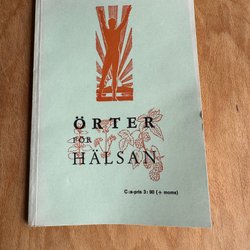 ÖRTER
FÖR
HÄLSAN
C:a-pris 3: 90 (+ moms)